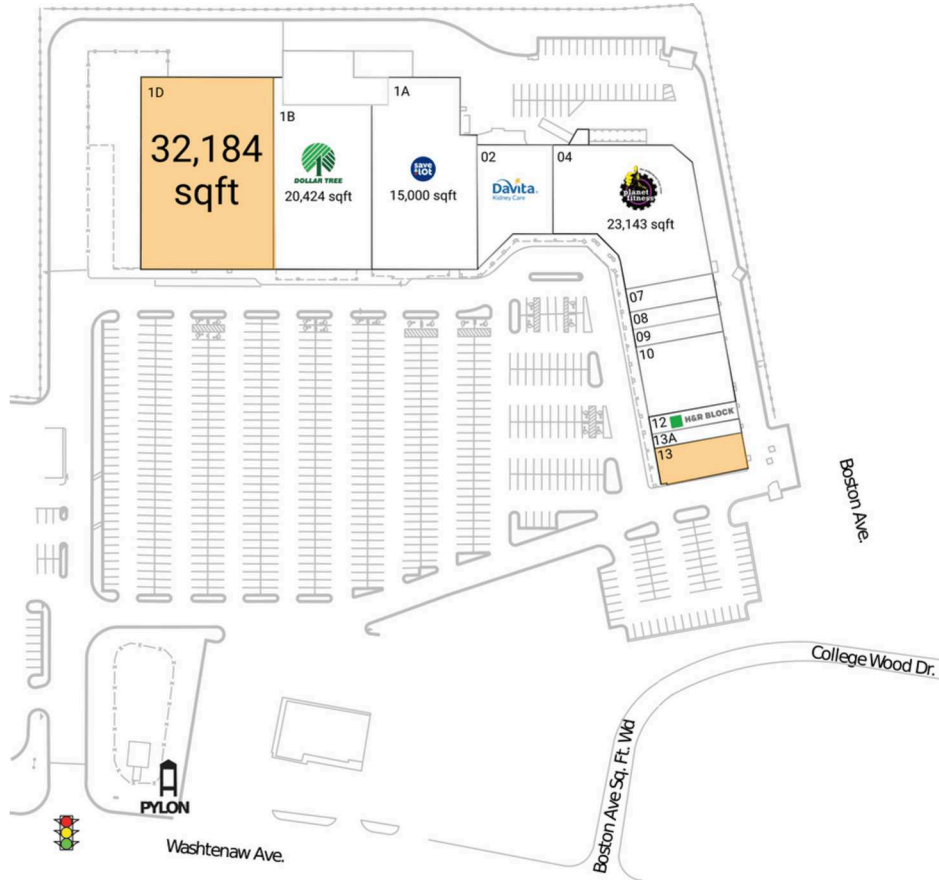 1D
32,184
sqft
1B
DOLLAR TREE
20,424 sqft
1A
save
a lot
15,000 sqft
02
DaVita
Kidney Care
04
planet
fitness
23,143 sqft
07
08
09
10
12 H&R BLOCK
13A
13
Boston Ave.
College Wood Dr.
Boston Ave Sq. Ft. Wd
PYLON
Washtenaw Ave.